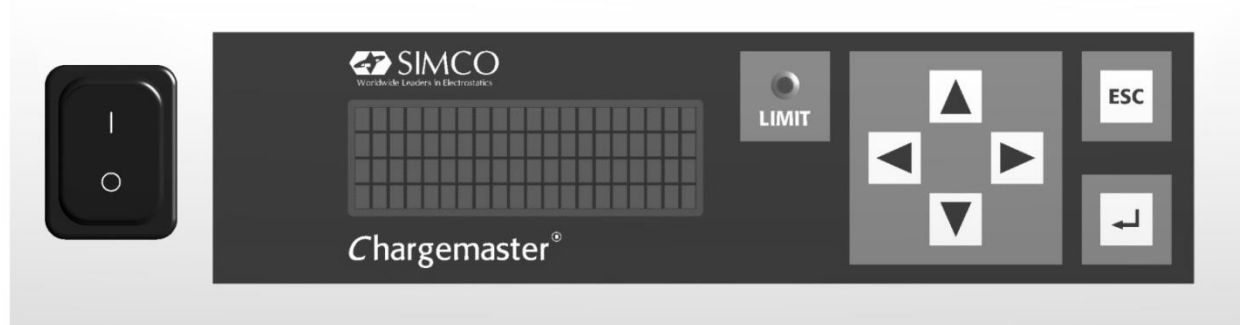 SIMCO
Worldwide Leaders in Electrostatics
LIMIT
ESC
Chargemaster®